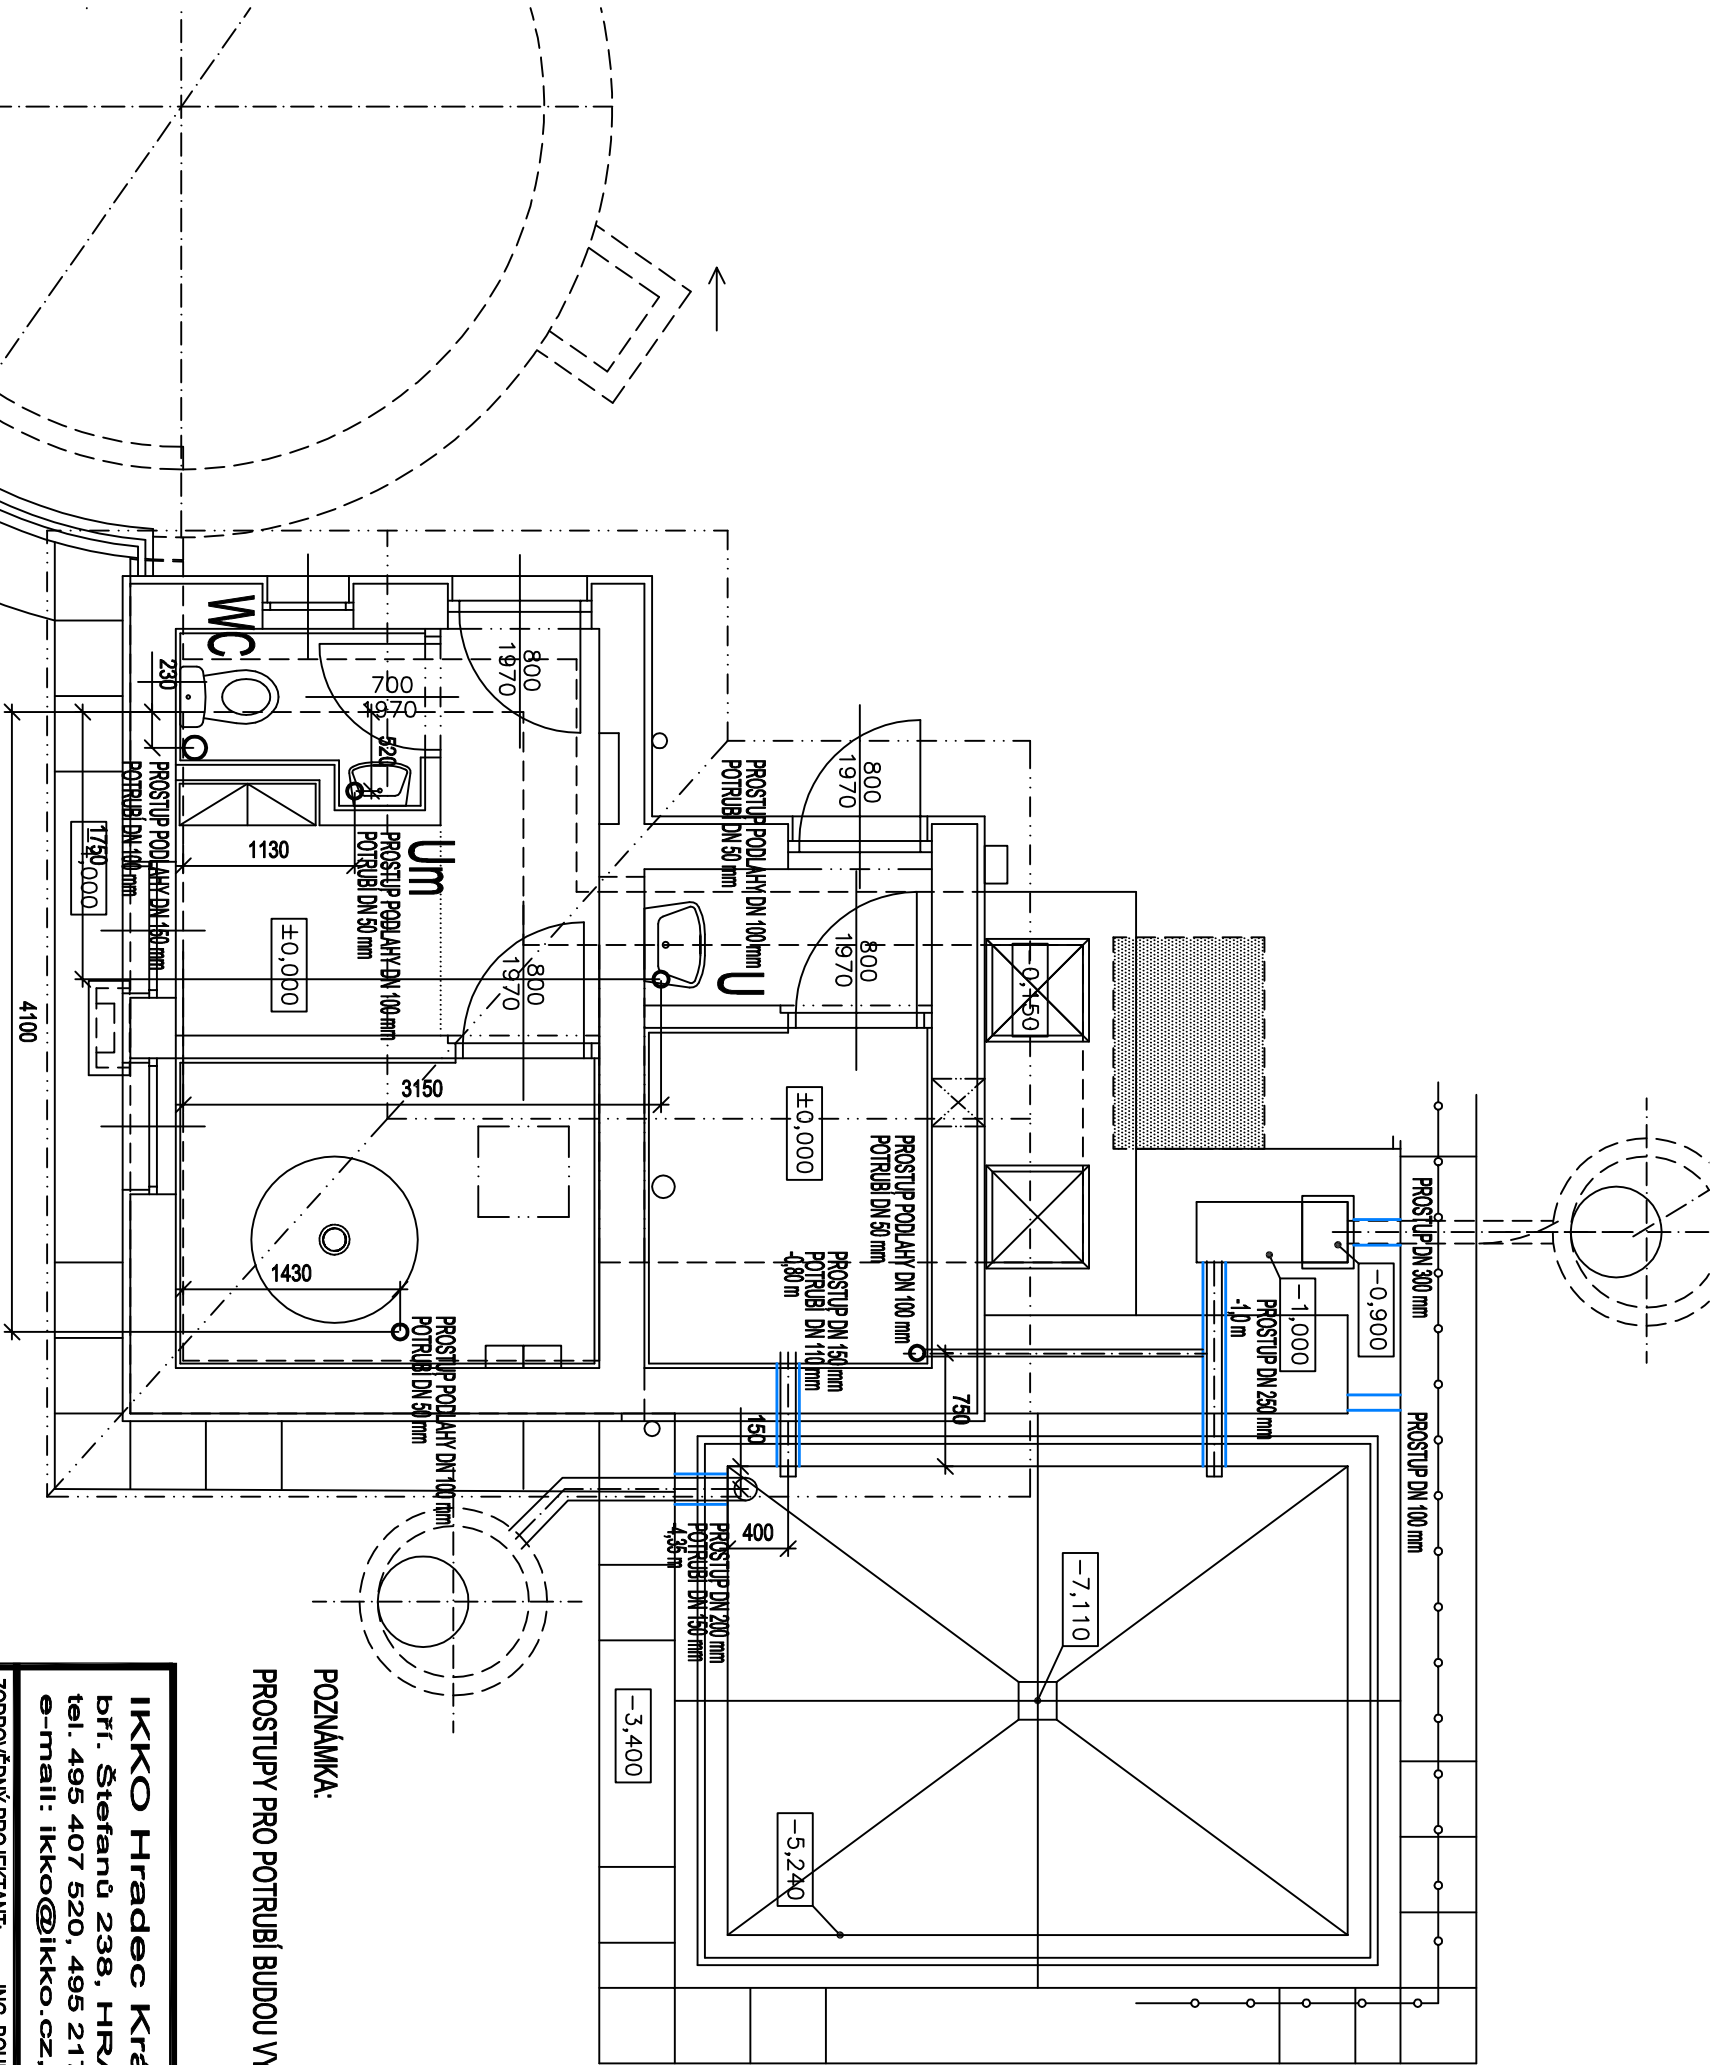 WC
Um
U
800
1970
700
1970
800
1970
800
1970
800
1970
230
520
1750
1130
4100
3150
1430
750
150
400
±0,000
±0,000
-0,900
-1,000
-7,110
-5,240
-3,400
PROSTUP PODLAHY DN 150 mm
POTRUBÍ DN 100 mm
PROSTUP PODLAHY DN 100 mm
POTRUBÍ DN 50 mm
PROSTUP PODLAHY DN 100 mm
POTRUBÍ DN 50 mm
PROSTUP PODLAHY DN 100 mm
POTRUBÍ DN 50 mm
PROSTUP PODLAHY DN 100 mm
POTRUBÍ DN 50 mm
PROSTUP DN 150 mm
POTRUBÍ DN 110 mm
-0,80 m
PROSTUP DN 250 mm
-1,0 m
PROSTUP DN 300 mm
PROSTUP DN 100 mm
PROSTUP DN 200 mm
POTRUBÍ DN 150 mm
-4,35 m
POZNÁMKA:
PROSTUPY PRO POTRUBÍ BUDOU
IKKO Hradec
bří. Štefanů 238,
tel. 495 407 520, 495
e-mail: ikko@ikko.cz,